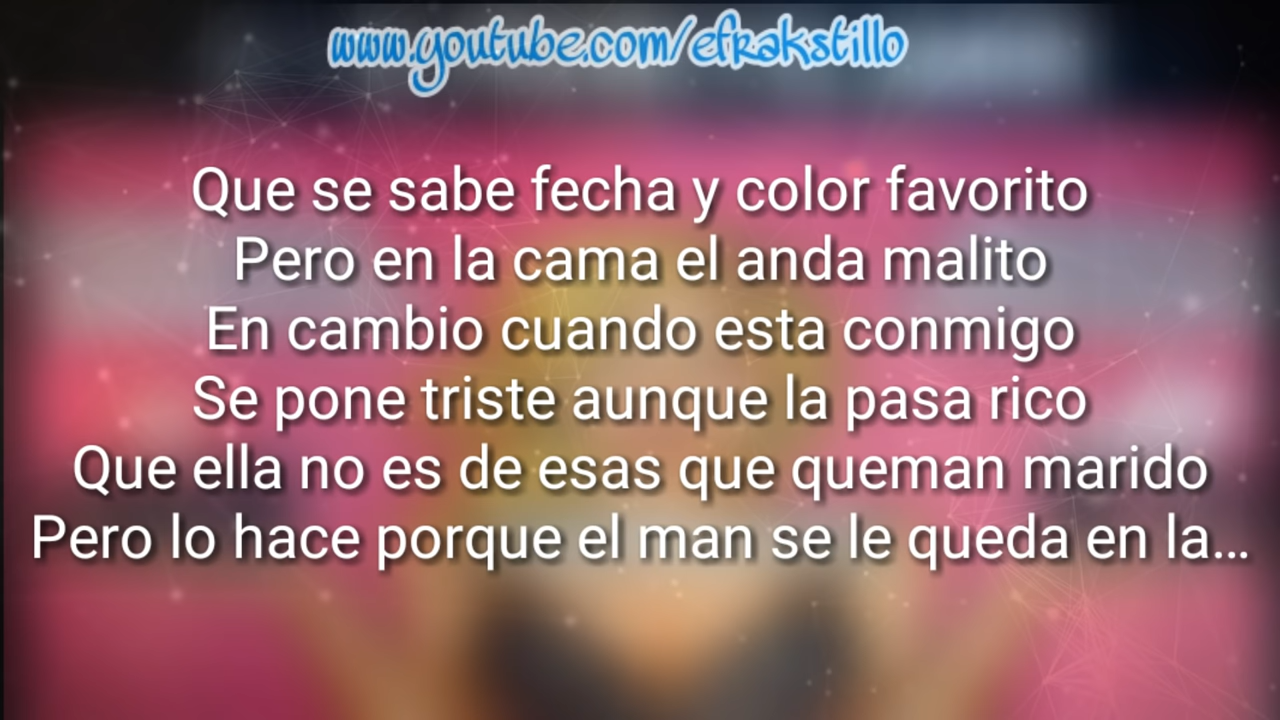 www.youtube.com/efrakstillo
Que se sabe fecha y color favorito
Pero en la cama el anda malito
En cambio cuando esta conmigo
Se pone triste aunque la pasa rico
Que ella no es de esas que queman marido
Pero lo hace porque el man se le queda en la...